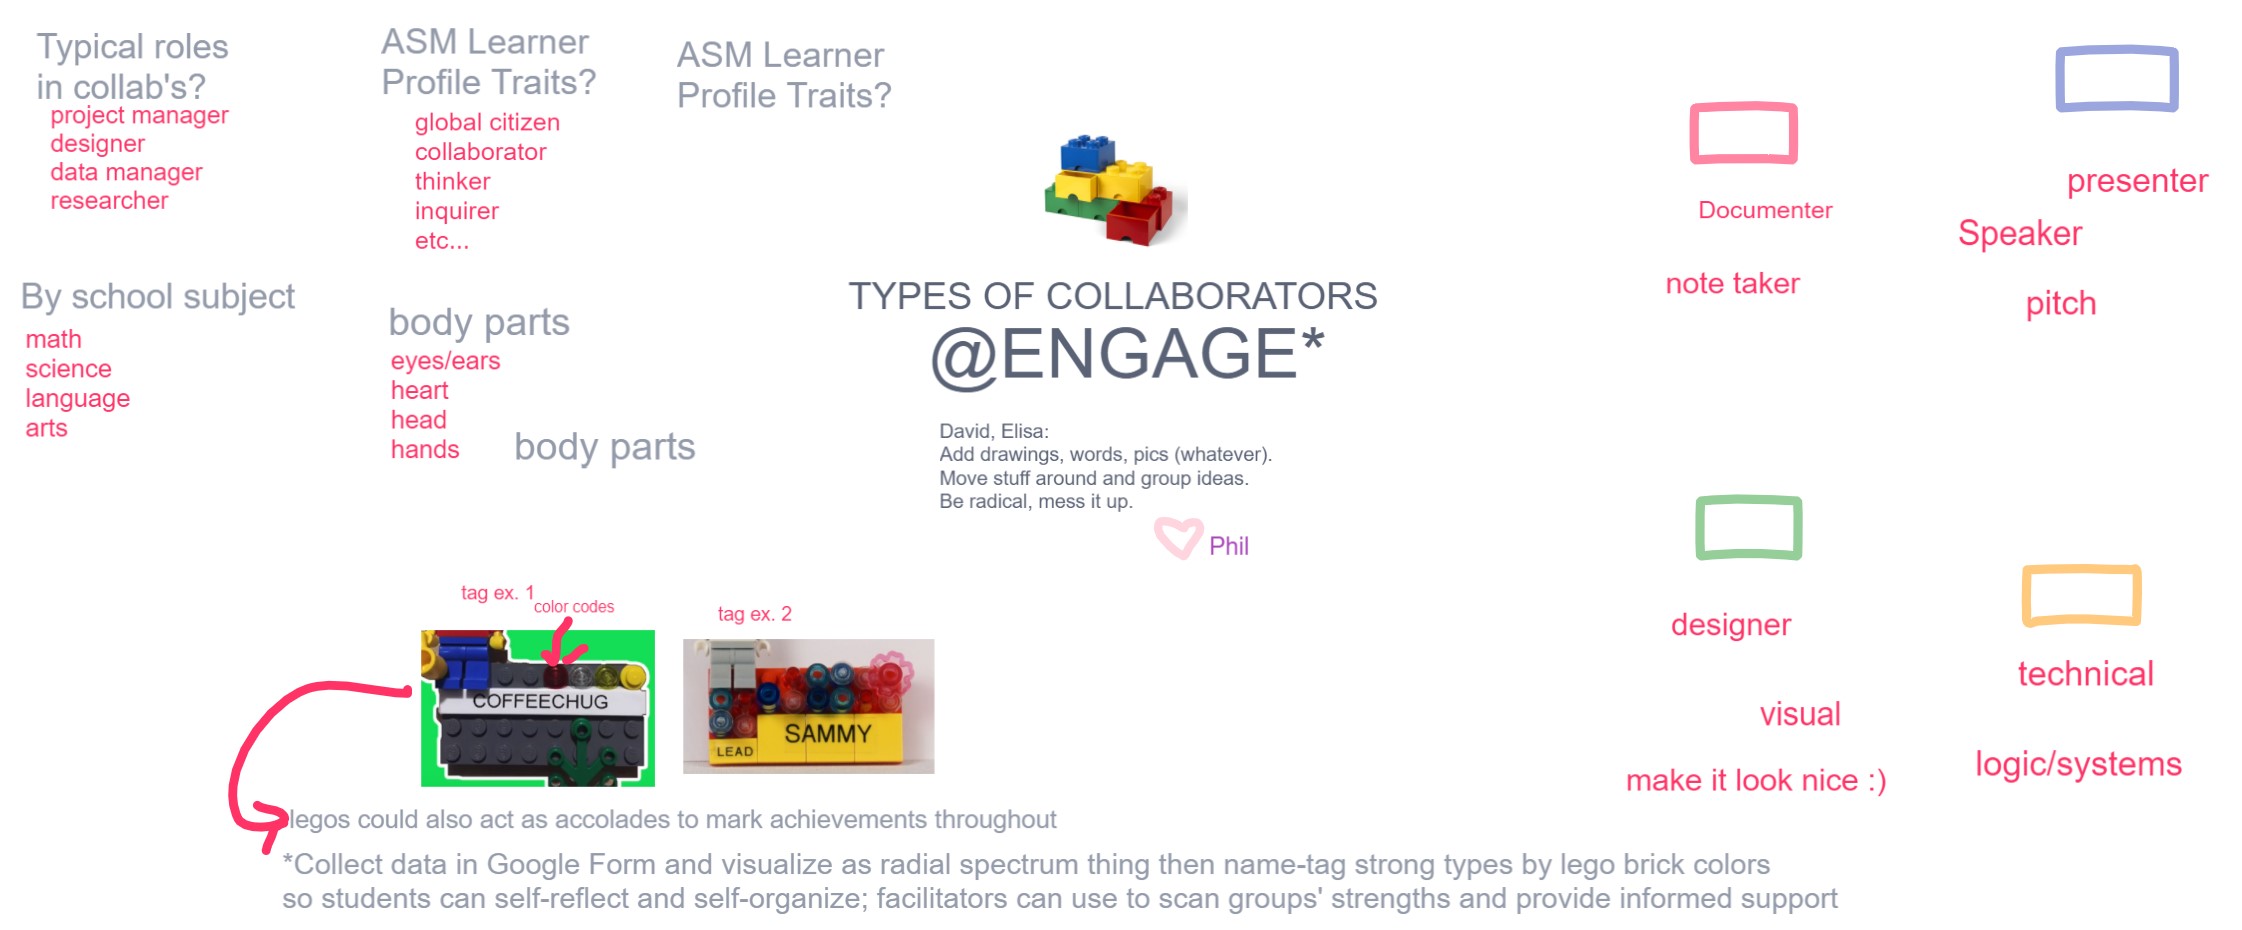 Typical roles
in collab's?
project manager
designer
data manager
researcher
ASM Learner
Profile Traits?
global citizen
collaborator
thinker
inquirer
etc...
ASM Learner
Profile Traits?
By school subject
math
science
language
arts
body parts
eyes/ears
heart
head
hands
body parts
TYPES OF COLLABORATORS
@ENGAGE*
David, Elisa:
Add drawings, words, pics (whatever).
Move stuff around and group ideas.
Be radical, mess it up.
Phil
Documenter
note taker
presenter
Speaker
pitch
designer
visual
make it look nice :)
technical
logic/systems
tag ex. 1
color codes
COFFEECHUG
tag ex. 2
LEAD
SAMMY
legos could also act as accolades to mark achievements throughout
*Collect data in Google Form and visualize as radial spectrum thing then name-tag strong types by lego brick colors
so students can self-reflect and self-organize; facilitators can use to scan groups' strengths and provide informed support